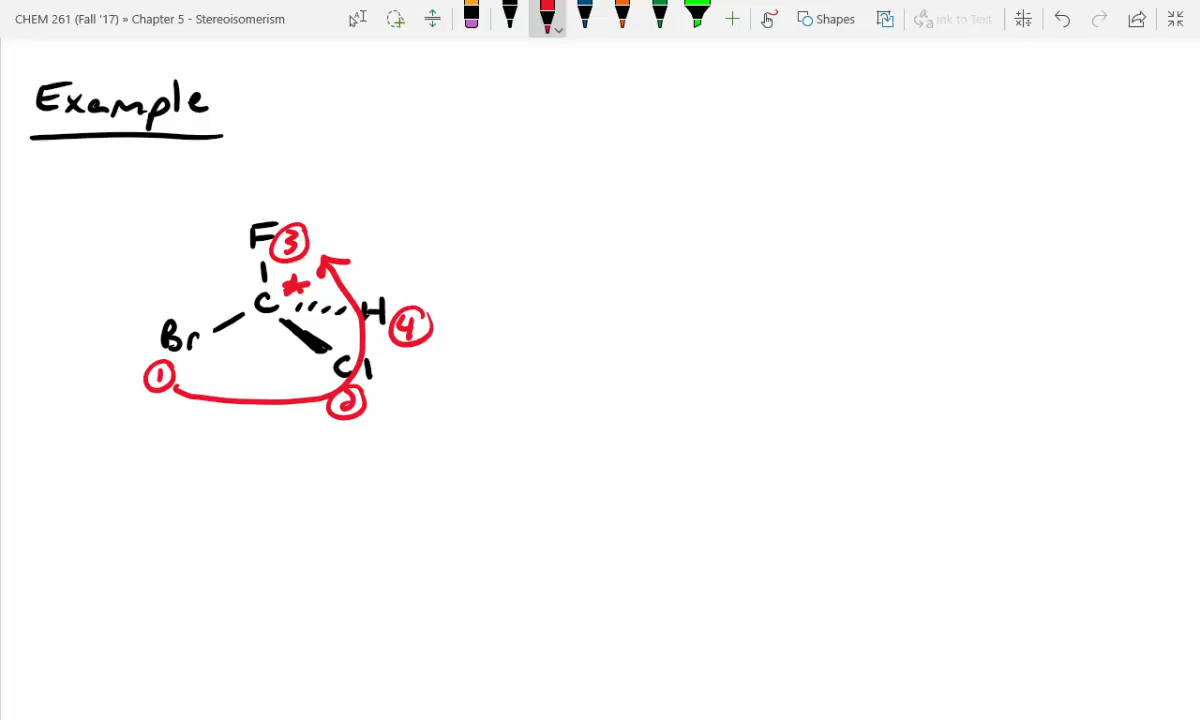 CHEM 261 (Fall '17) » Chapter 5 - Stereoisomerism
Shapes
Ink to Text
Example
F 3
C * H 4
Br
Cl
1
2